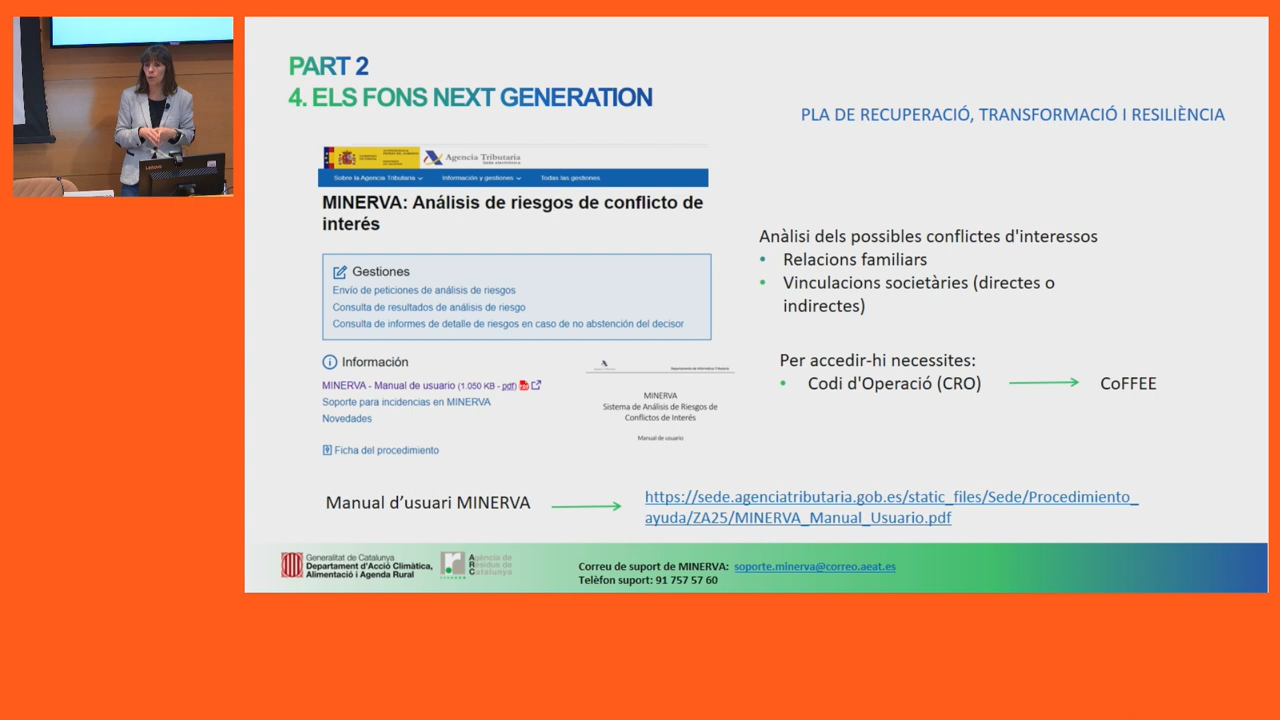 PART 2
4. ELS FONS NEXT GENERATION
PLA DE RECUPERACIÓ, TRANSFORMACIÓ I RESILIÈNCIA
Agencia Tributaria
Sede electrónica
Sobre la Agencia Tributaria
Información y gestiones
Todas las gestiones
MINERVA: Análisis de riesgos de conflicto de
interés
Gestiones
Envío de peticiones de análisis de riesgos
Consulta de resultados de análisis de riesgo
Consulta de informes de detalle de riesgos en caso de no abstención del decisor
Información
MINERVA - Manual de usuario (1.050 KB - pdf)
Soporte para incidencias en MINERVA
Novedades
Ficha del procedimiento
Departamento de Informática Tributaria
MINERVA
Sistema de Análisis de Riesgos de
Conflictos de Interés
Manual de usuario
Anàlisi dels possibles conflictes d'interessos
• Relacions familiars
• Vinculacions societàries (directes o
indirectes)
Per accedir-hi necessites:
• Codi d'Operació (CRO)
CoFFEE
Manual d’usuari MINERVA
https://sede.agenciatributaria.gob.es/static_files/Sede/Procedimiento_
ayuda/ZA25/MINERVA_Manual_Usuario.pdf
Generalitat de Catalunya
Departament d'Acció Climàtica,
Alimentació i Agenda Rural
Agència de
Residus de
Catalunya
Correu de suport de MINERVA: soporte.minerva@correo.aeat.es
Telèfon suport: 91 757 57 60
Lenovo